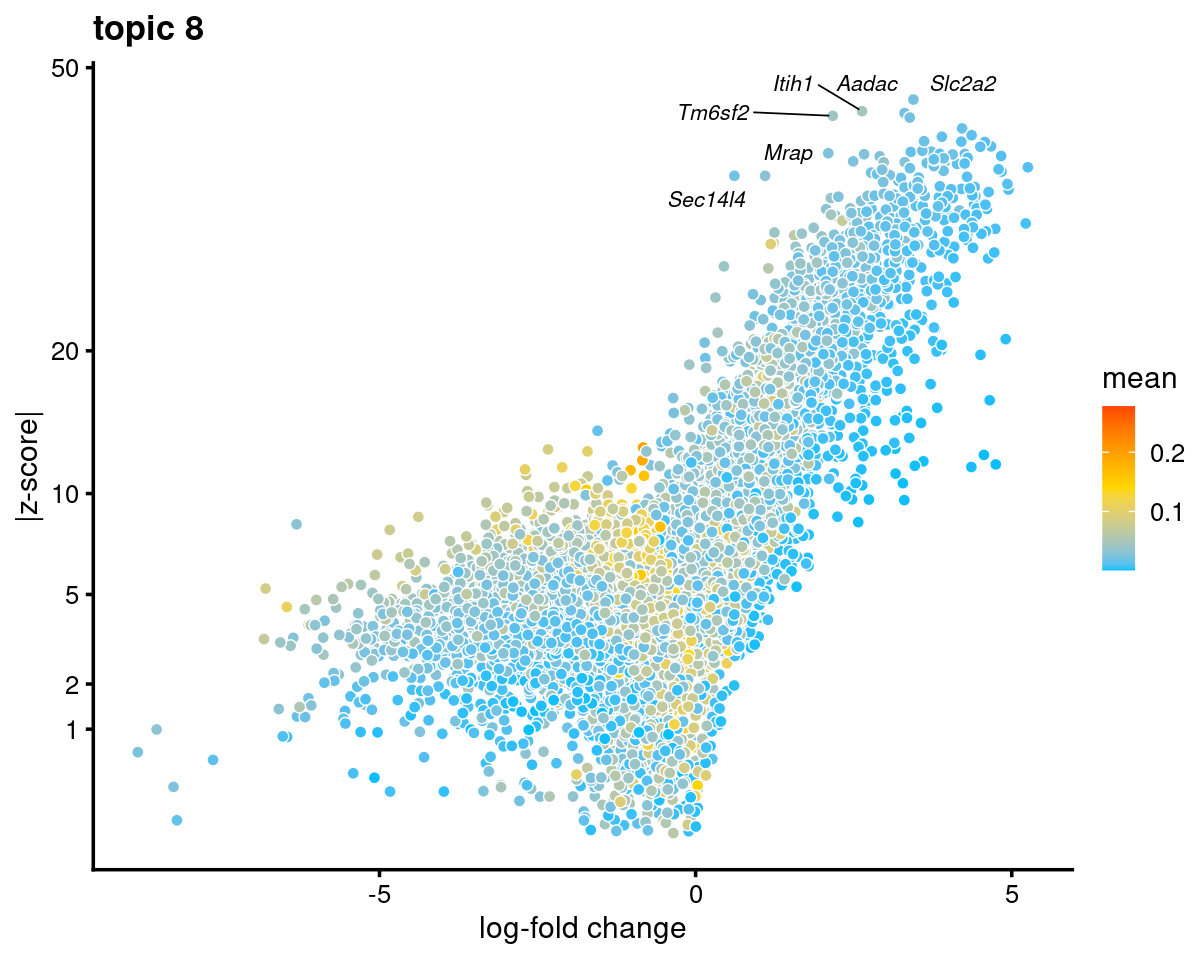 topic 8
50
Itih1 Aadac Slc2a2
Tm6sf2
Mrap
Sec14l4
20
mean
0.2
10
0.1
|z-score|
5
2
1
-5 0 5
log-fold change